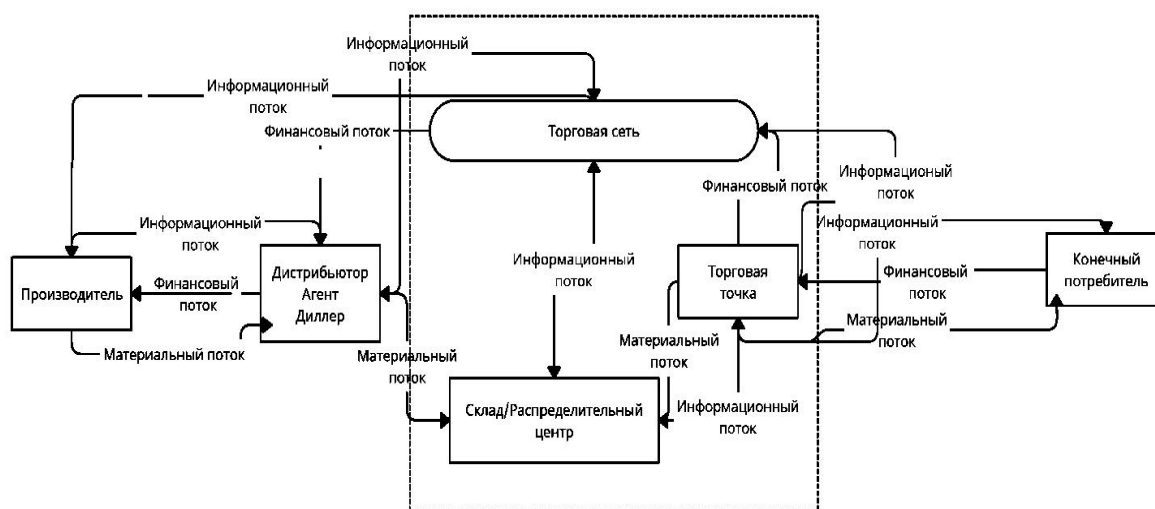 Информационный
поток
Информационный
поток
Финансовый поток
Торговая сеть
Финансовый поток
Информационый
поток
Информационный
поток
Информационный
поток
Производитель
Финансовый
поток
Дистрибьютор
Агент
Диллер
Информационный
поток
Торговая
точка
Финансовый
поток
Конечный
потребитель
Материальный поток
Материальный
поток
Материальный
поток
Материальный
поток
Склад/Распределительный
центр
Информационный
поток